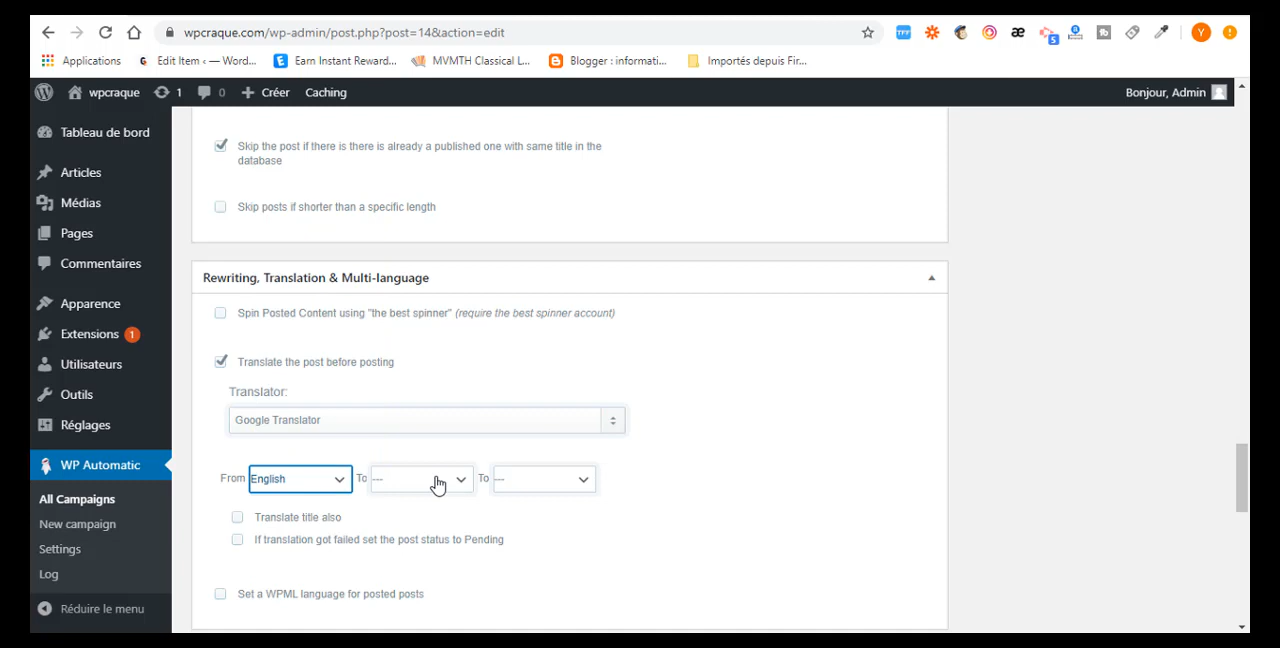 wpcraque.com/wp-admin/post.php?post=14&action=edit
Applications
Edit Item ‹ — Word...
Earn Instant Reward...
MVMTH Classical L...
Blogger : informati...
Importés depuis Fir...
wpcraque
1
0
Créer
Caching
Bonjour, Admin
Tableau de bord
Articles
Médias
Pages
Commentaires
Apparence
Extensions 1
Utilisateurs
Outils
Réglages
WP Automatic
All Campaigns
New campaign
Settings
Log
Réduire le menu
Skip the post if there is there is already a published one with same title in the
database
Skip posts if shorter than a specific length
Rewriting, Translation & Multi-language
Spin Posted Content using "the best spinner" (require the best spinner account)
Translate the post before posting
Translator:
Google Translator
From English To --- To ---
Translate title also
If translation got failed set the post status to Pending
Set a WPML language for posted posts